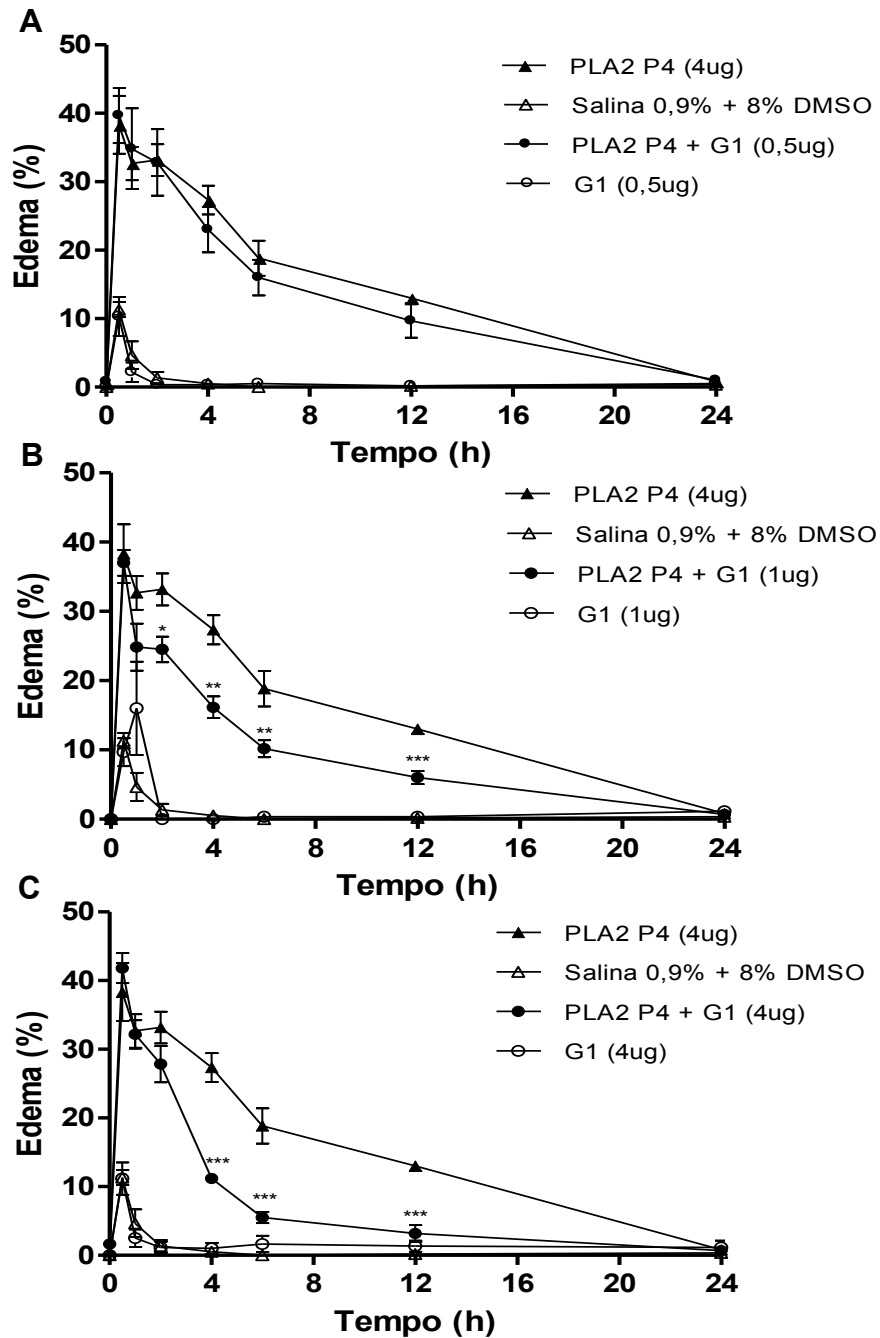 A
50
40
30
20
10
0
Edema (%)
PLA2 P4 (4ug)
Salina 0,9% + 8% DMSO
PLA2 P4 + G1 (0,5ug)
G1 (0,5ug)
0 4 8 12 16 20 24
Tempo (h)
B
50
40
30
20
10
0
Edema (%)
PLA2 P4 (4ug)
Salina 0,9% + 8% DMSO
PLA2 P4 + G1 (1ug)
G1 (1ug)
*
**
**
***
0 4 8 12 16 20 24
Tempo (h)
C
50
40
30
20
10
0
Edema (%)
PLA2 P4 (4ug)
Salina 0,9% + 8% DMSO
PLA2 P4 + G1 (4ug)
G1 (4ug)
***
***
***
0 4 8 12 16 20 24
Tempo (h)